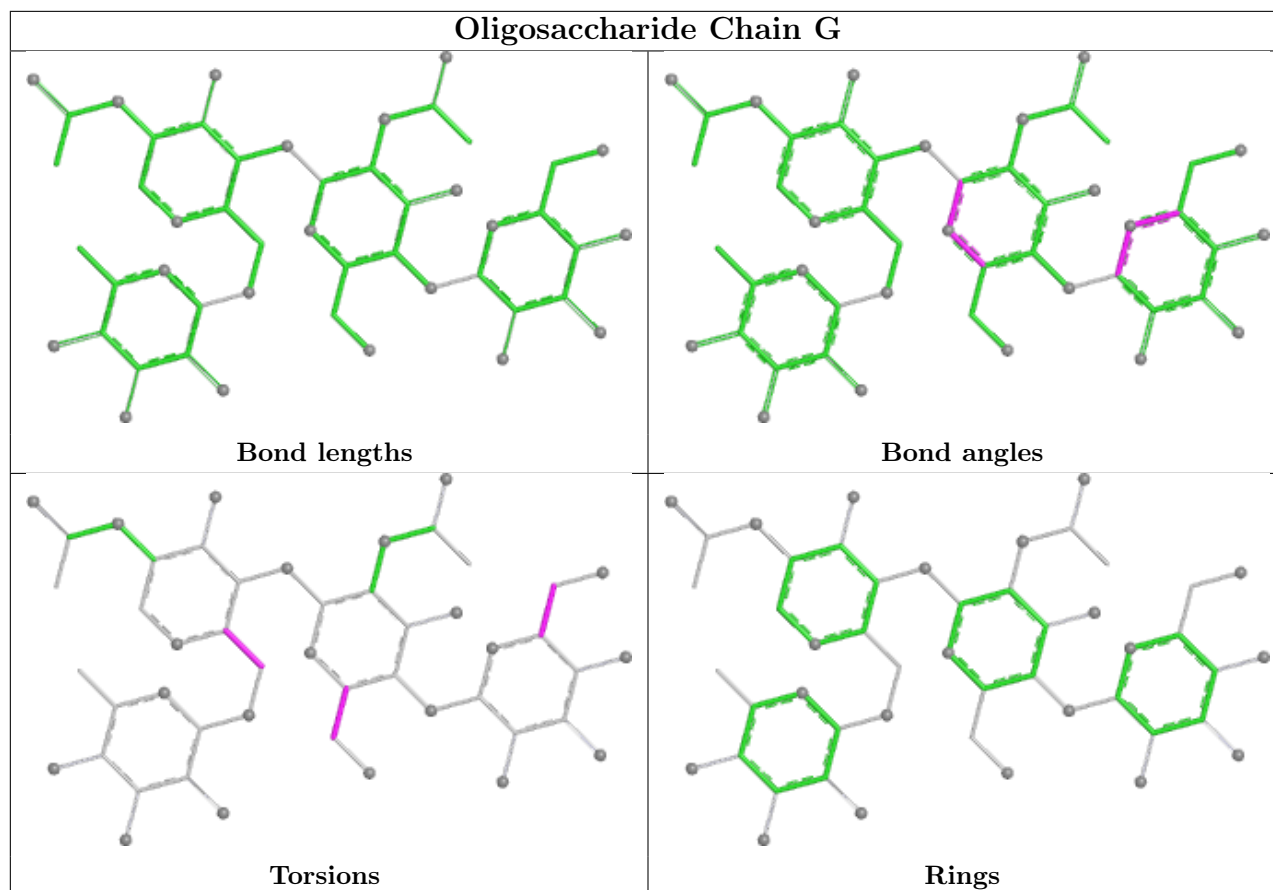 Oligosaccharide Chain G
Bond lengths
Bond angles
Torsions
Rings